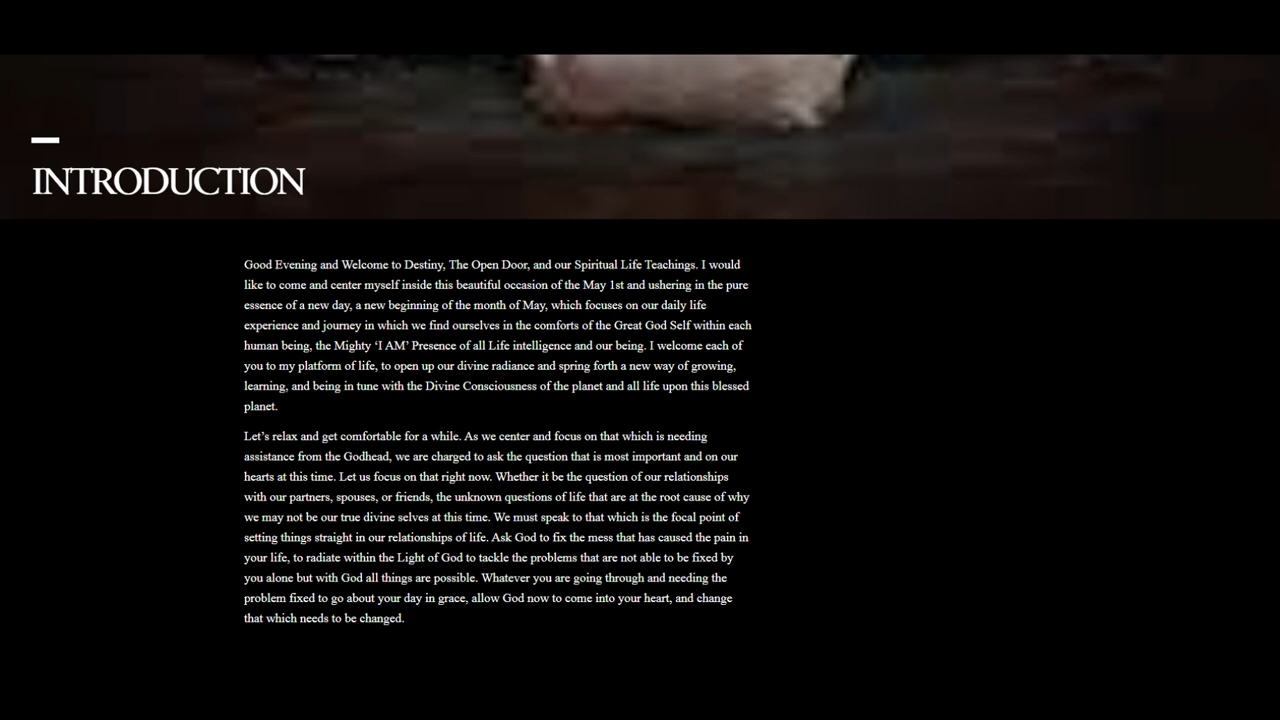 INTRODUCTION
Good Evening and Welcome to Destiny, The Open Door, and our Spiritual Life Teachings. I would
like to come and center myself inside this beautiful occasion of the May 1st and ushering in the pure
essence of a new day, a new beginning of the month of May, which focuses on our daily life
experience and journey in which we find ourselves in the comforts of the Great God Self within each
human being, the Mighty ‘I AM’ Presence of all Life intelligence and our being. I welcome each of
you to my platform of life, to open up our divine radiance and spring forth a new way of growing,
learning, and being in tune with the Divine Consciousness of the planet and all life upon this blessed
planet.
Let’s relax and get comfortable for a while. As we center and focus on that which is needing
assistance from the Godhead, we are charged to ask the question that is most important and on our
hearts at this time. Let us focus on that right now. Whether it be the question of our relationships
with our partners, spouses, or friends, the unknown questions of life that are at the root cause of why
we may not be our true divine selves at this time. We must speak to that which is the focal point of
setting things straight in our relationships of life. Ask God to fix the mess that has caused the pain in
your life, to radiate within the Light of God to tackle the problems that are not able to be fixed by
you alone but with God all things are possible. Whatever you are going through and needing the
problem fixed to go about your day in grace, allow God now to come into your heart, and change
that which needs to be changed.